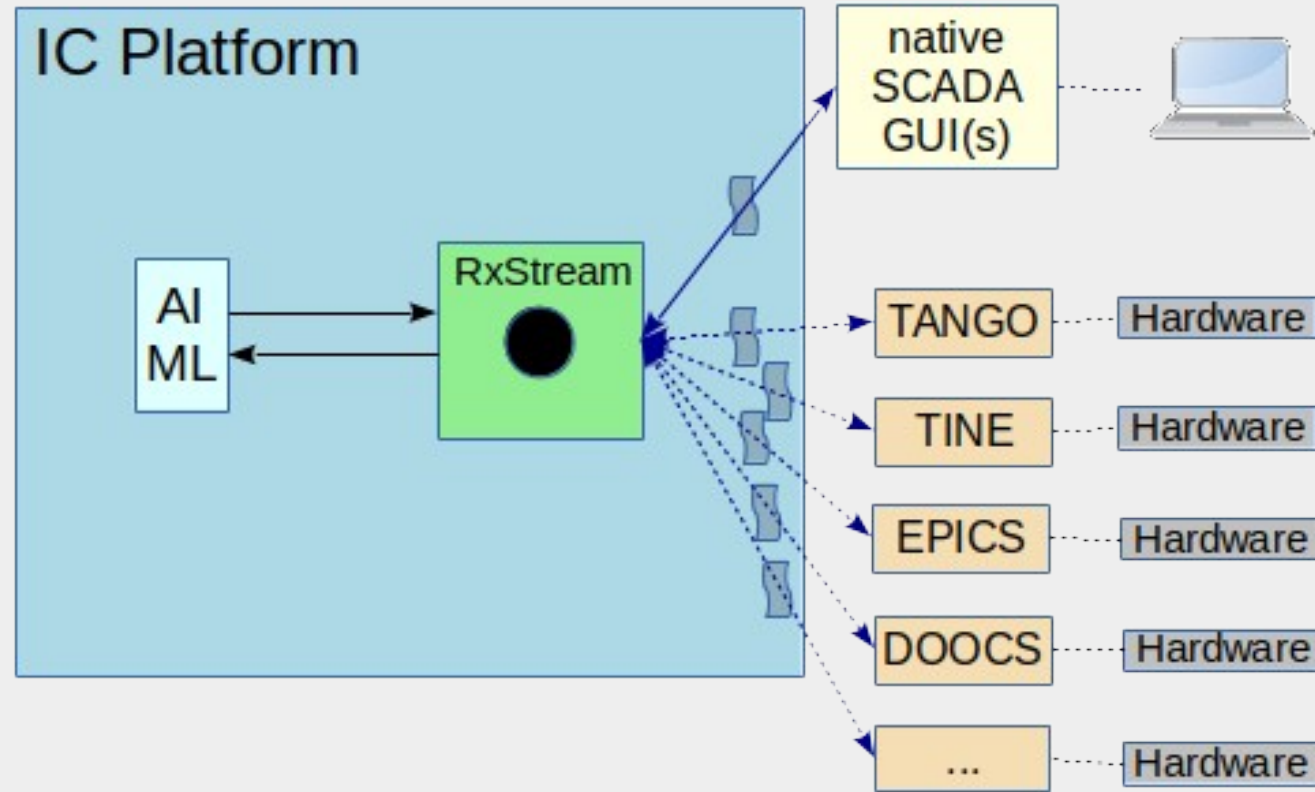 IC Platform
native
SCADA
GUI(s)
RxStream
AI
ML
TANGO
Hardware
TINE
Hardware
EPICS
Hardware
DOOCS
Hardware
...
Hardware